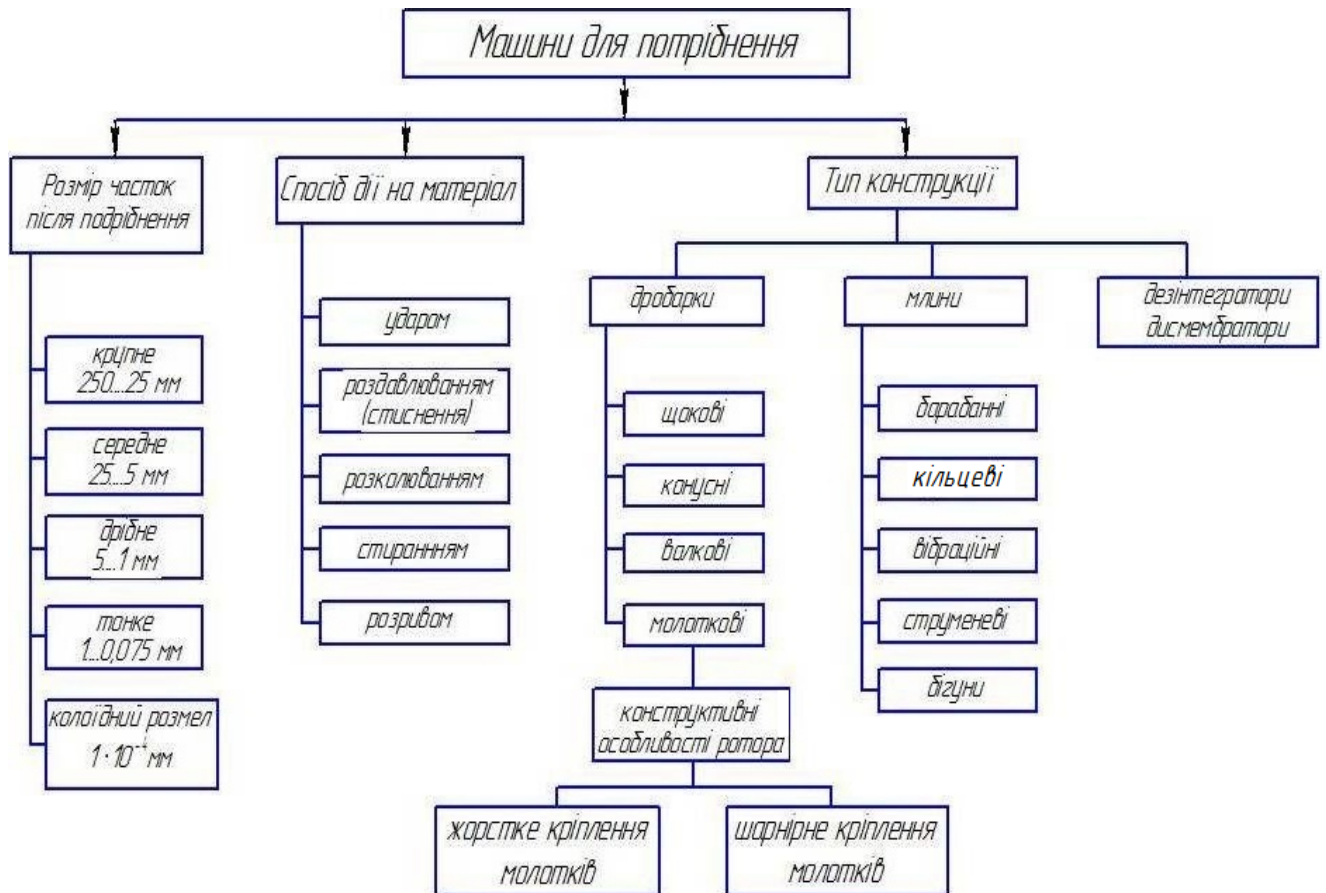 Машини для потрібнення
Розмір часток
після подрібнення
крупне
250...25 мм
середне
25...5 мм
дрібне
5...1 мм
тонке
1...0,075 мм
колоїдний розмел
1·10⁻⁴ мм
Спосіб дії на матеріал
ударом
роздавлюванням
(стиснення)
розколюванням
стираннням
розривом
Тип конструкції
дробарки
щокові
конусні
валкові
молоткові
конструктивні
особливості ротора
жорстке кріплення
молотків
шарнірне кріплення
молотків
млини
барабанні
кільцеві
вібраційні
струменеві
бігуни
дезінтегратори
дисмембратори